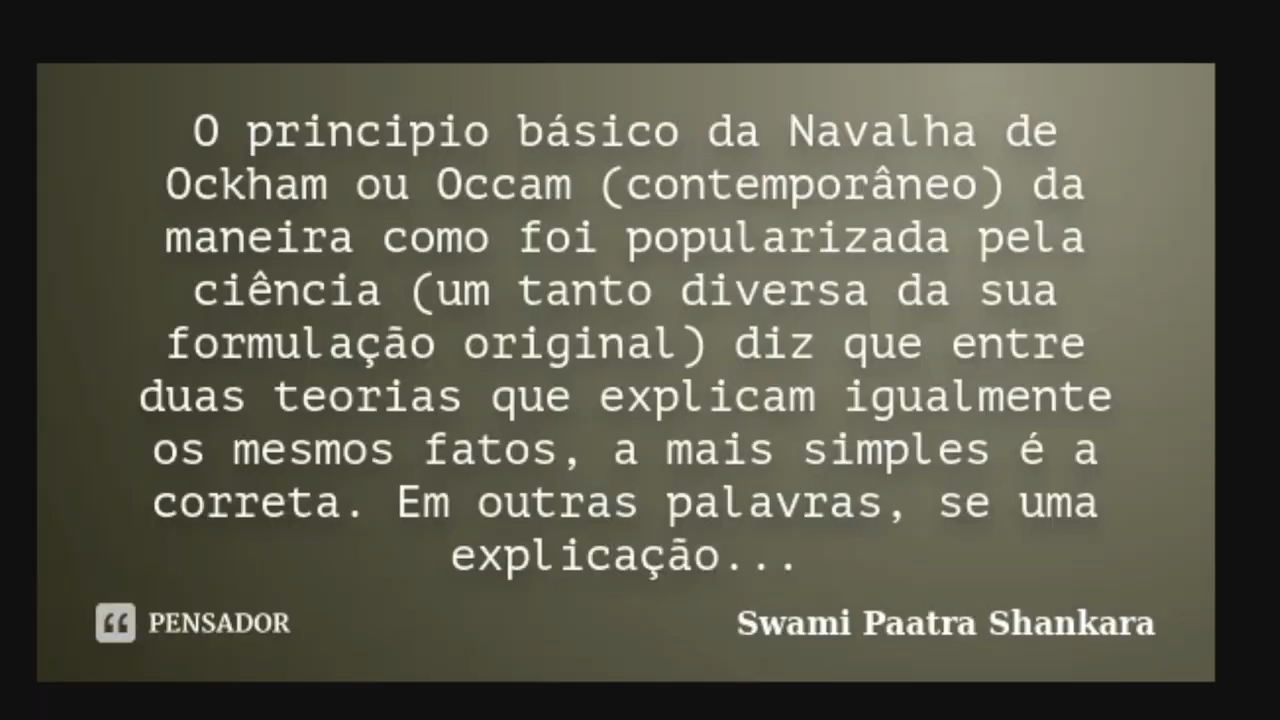 O principio básico da Navalha de
Ockham ou Occam (contemporâneo) da
maneira como foi popularizada pela
ciência (um tanto diversa da sua
formulação original) diz que entre
duas teorias que explicam igualmente
os mesmos fatos, a mais simples é a
correta. Em outras palavras, se uma
explicação...
PENSADOR
Swami Paatra Shankara